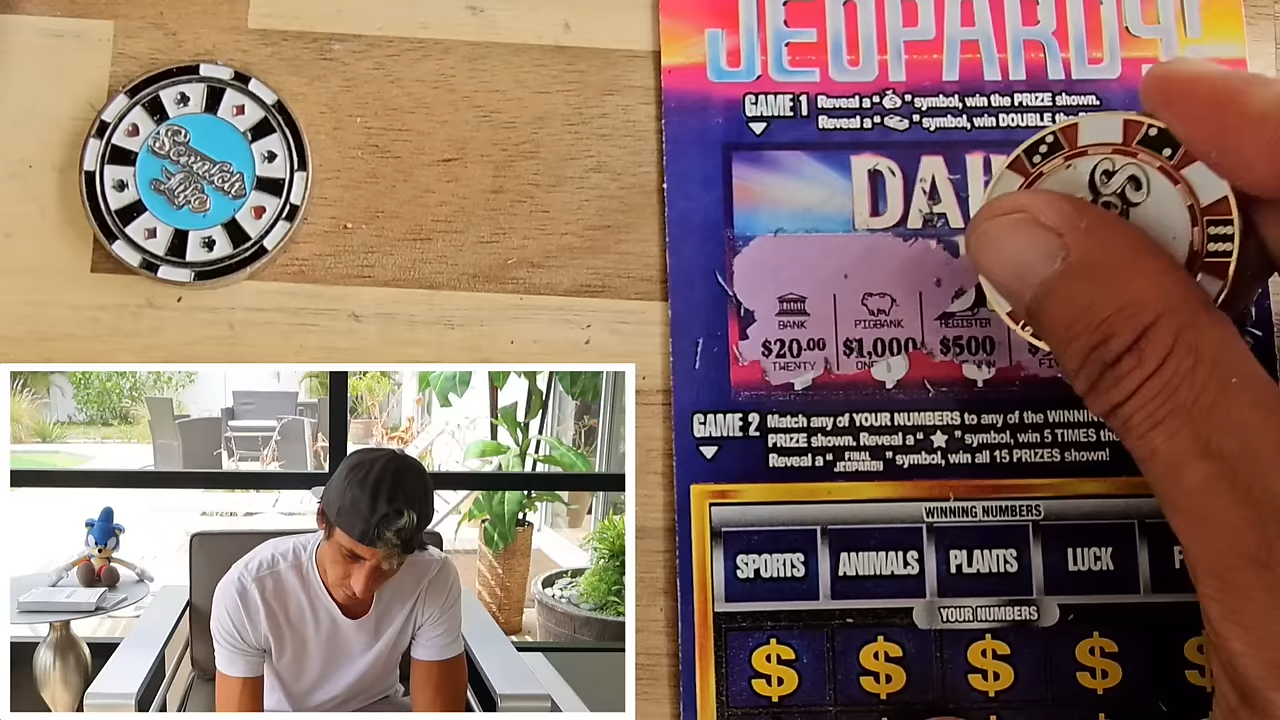 Scratch
Life
JEOPARDY!
GAME 1 Reveal a " " symbol, win the PRIZE shown.
Reveal a " " symbol, win DOUBLE the
DAI
BANK PIGBANK REGISTER
$20.00 $1,000 $500
TWENTY
GAME 2 Match any of YOUR NUMBERS to any of the WINNING
PRIZE shown. Reveal a "★" symbol, win 5 TIMES the
Reveal a "FINAL JEOPARDY" symbol, win all 15 PRIZES shown!
WINNING NUMBERS
SPORTS ANIMALS PLANTS LUCK
YOUR NUMBERS
$ $ $ $ $